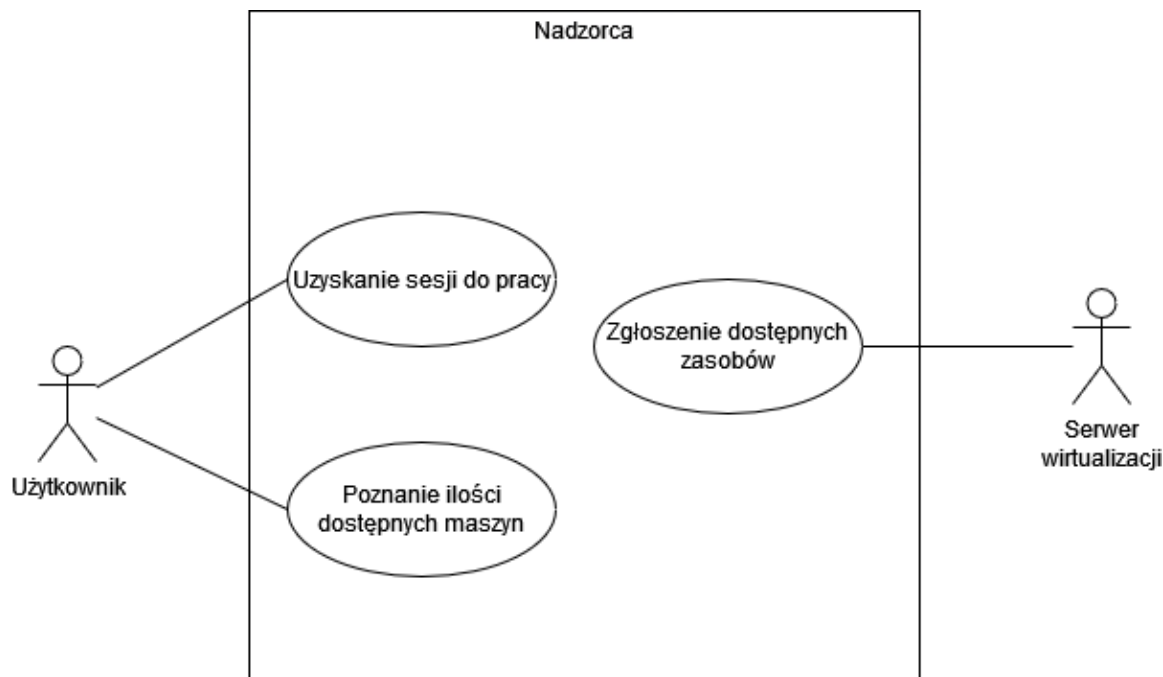 Nadzorca
Uzyskanie sesji do pracy
Zgłoszenie dostępnych
zasobów
Użytkownik
Poznanie ilości
dostępnych maszyn
Serwer
wirtualizacji